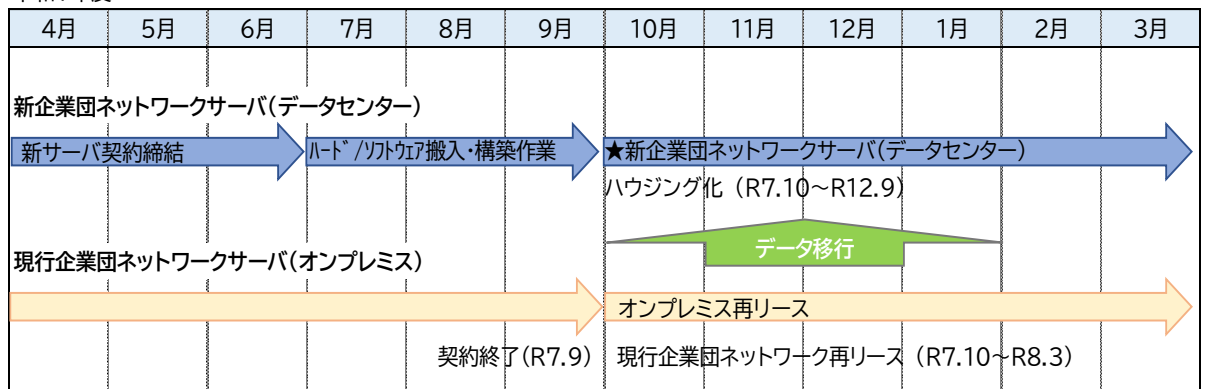 4月 5月 6月 7月 8月 9月 10月 11月 12月 1月 2月 3月
新企業団ネットワークサーバ(データセンター)
新サーバ契約締結 ﾊｰﾄﾞ/ｿﾌﾄｳｪｱ搬入・構築作業 ★新企業団ネットワークサーバ(データセンター)
ハウジング化 (R7.10~R12.9)
データ移行
現行企業団ネットワークサーバ(オンプレミス)
オンプレミス再リース
契約終了(R7.9) 現行企業団ネットワーク再リース (R7.10~R8.3)